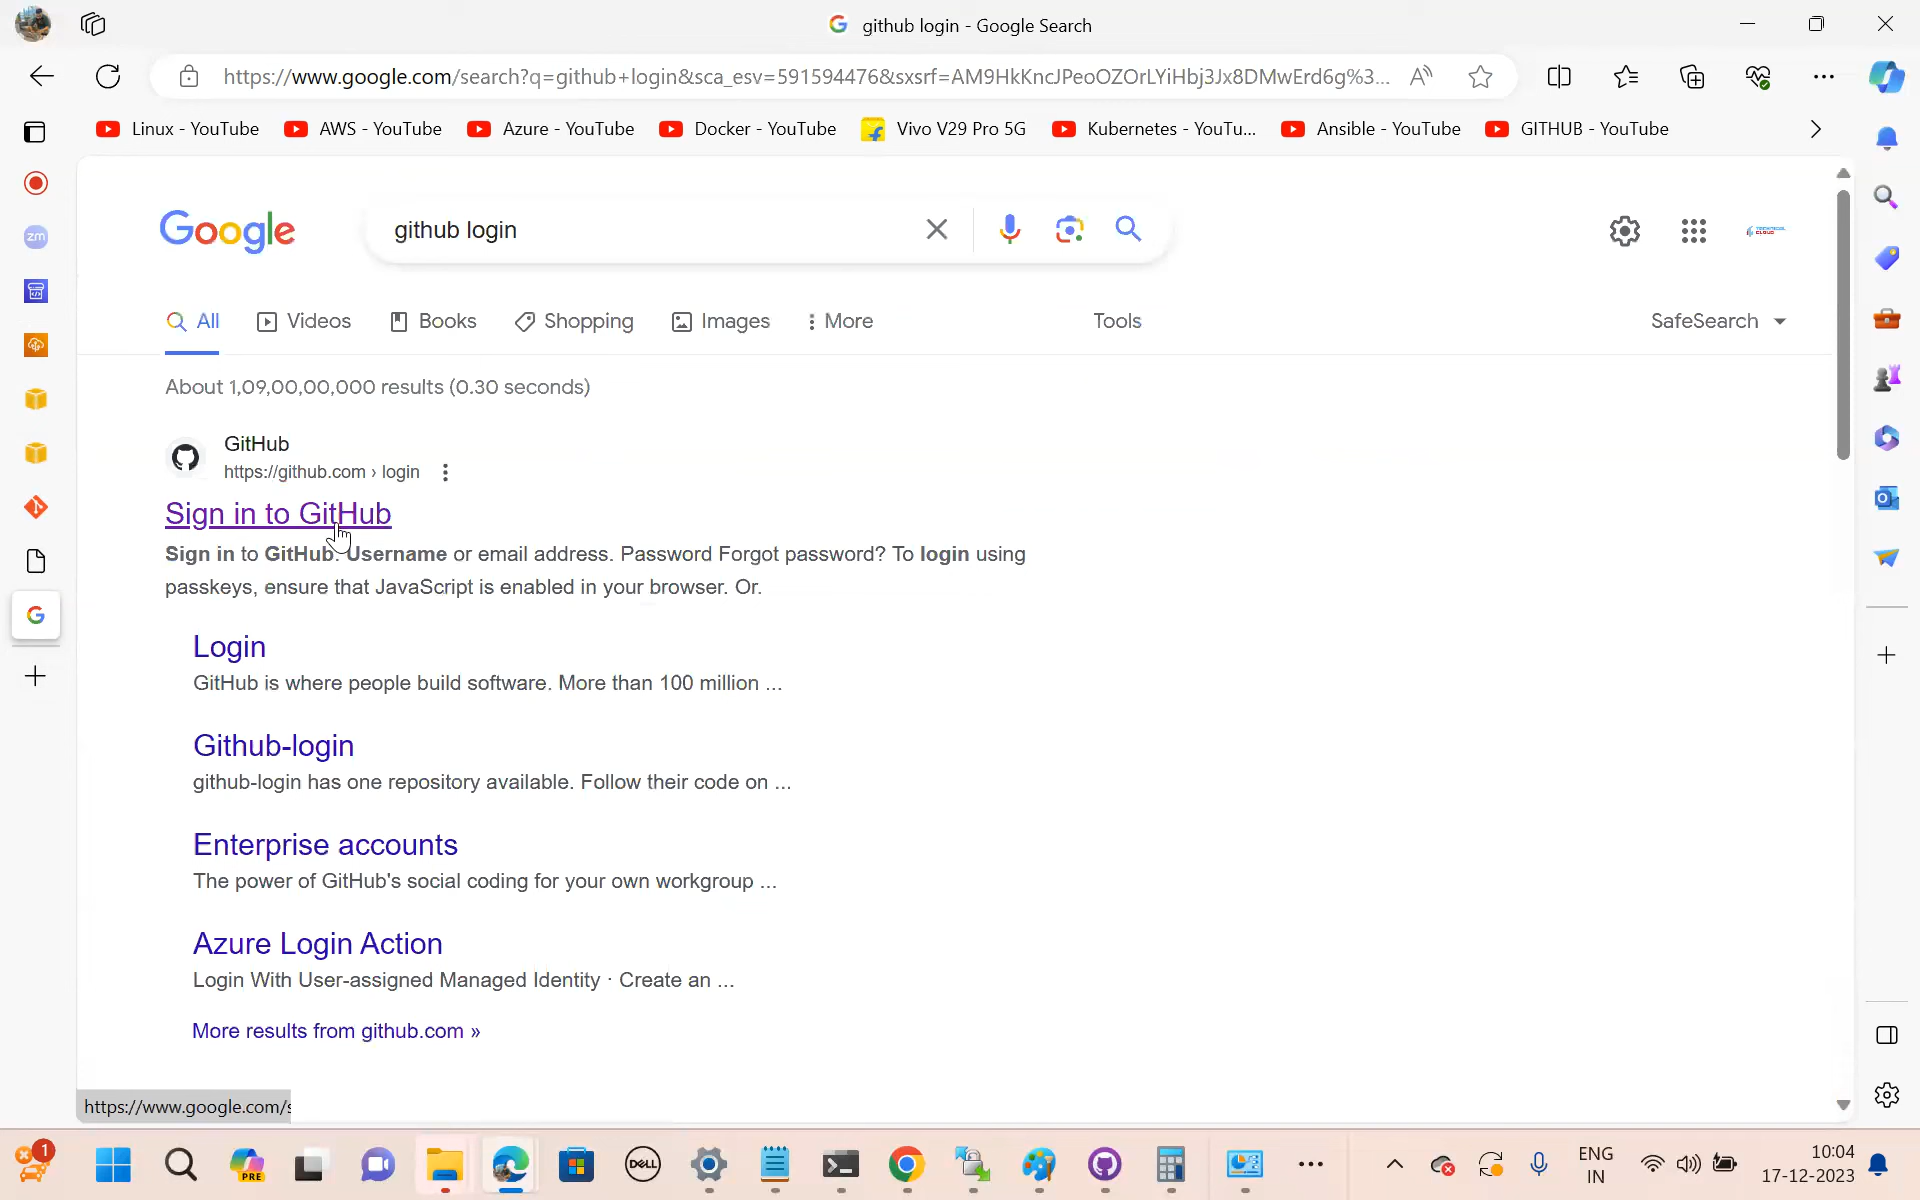 github login - Google Search
https://www.google.com/search?q=github+login&sca_esv=591594476&sxsrf=AM9HkKncJPeoOZOrLYiHbj3Jx8DMwErd6g%3...
Linux - YouTube AWS - YouTube Azure - YouTube Docker - YouTube Vivo V29 Pro 5G Kubernetes - YouTu... Ansible - YouTube GITHUB - YouTube
zm
Google
github login
All Videos Books Shopping Images More Tools SafeSearch
About 1,09,00,00,000 results (0.30 seconds)
GitHub
https://github.com › login
Sign in to GitHub
Sign in to GitHub. Username or email address. Password Forgot password? To login using
passkeys, ensure that JavaScript is enabled in your browser. Or.
Login
GitHub is where people build software. More than 100 million ...
Github-login
github-login has one repository available. Follow their code on ...
Enterprise accounts
The power of GitHub's social coding for your own workgroup ...
Azure Login Action
Login With User-assigned Managed Identity · Create an ...
More results from github.com »
https://www.google.com/s
1
PRE
DELL
ENG
IN
10:04
17-12-2023